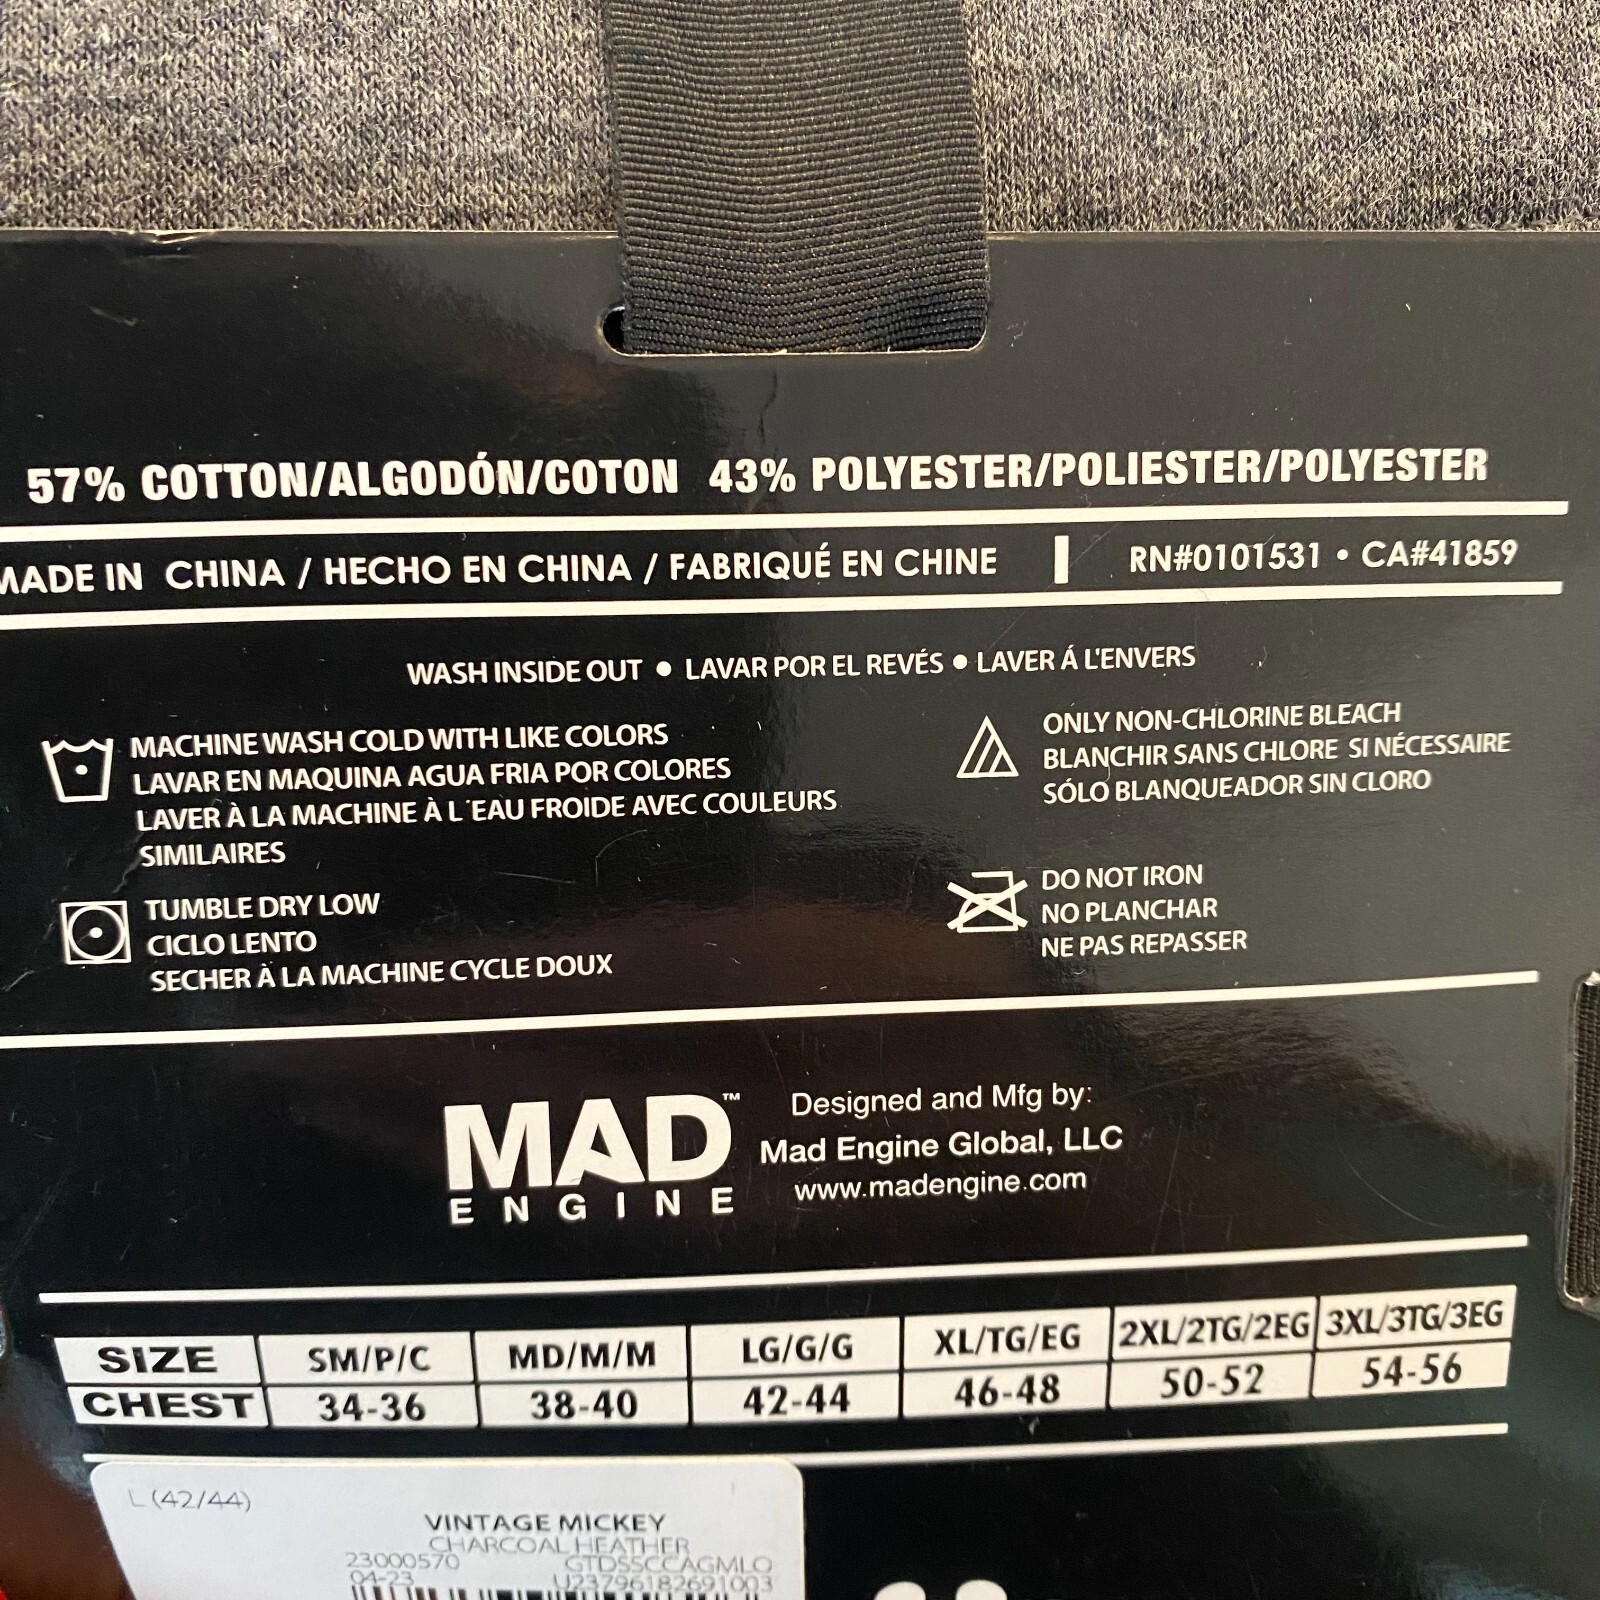 57% COTTON/ALGODÓN/COTON 43% POLYESTER/POLIESTER/POLYESTER
MADE IN CHINA / HECHO EN CHINA / FABRIQUÉ EN CHINE | RN#0101531 • CA#41859
WASH INSIDE OUT ● LAVAR POR EL REVÉS ● LAVER Á L'ENVERS
MACHINE WASH COLD WITH LIKE COLORS
LAVAR EN MAQUINA AGUA FRIA POR COLORES
LAVER À LA MACHINE À L´EAU FROIDE AVEC COULEURS
SIMILAIRES
ONLY NON-CHLORINE BLEACH
BLANCHIR SANS CHLORE SI NÉCESSAIRE
SÓLO BLANQUEADOR SIN CLORO
TUMBLE DRY LOW
CICLO LENTO
SECHER À LA MACHINE CYCLE DOUX
DO NOT IRON
NO PLANCHAR
NE PAS REPASSER
MAD™
ENGINE
Designed and Mfg by:
Mad Engine Global, LLC
www.madengine.com
SIZE SM/P/C MD/M/M LG/G/G XL/TG/EG 2XL/2TG/2EG 3XL/3TG/3EG
CHEST 34-36 38-40 42-44 46-48 50-52 54-56
L (42/44)
VINTAGE MICKEY
CHARCOAL HEATHER
23000570 GTDS5CCAGMLO
04-23 U23796182691003